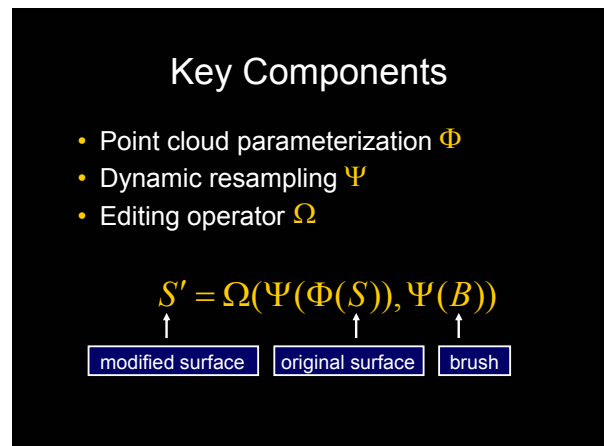 Key Components
• Point cloud parameterization Φ
• Dynamic resampling Ψ
• Editing operator Ω
S′ = Ω(Ψ(Φ(S)), Ψ(B))
modified surface original surface brush